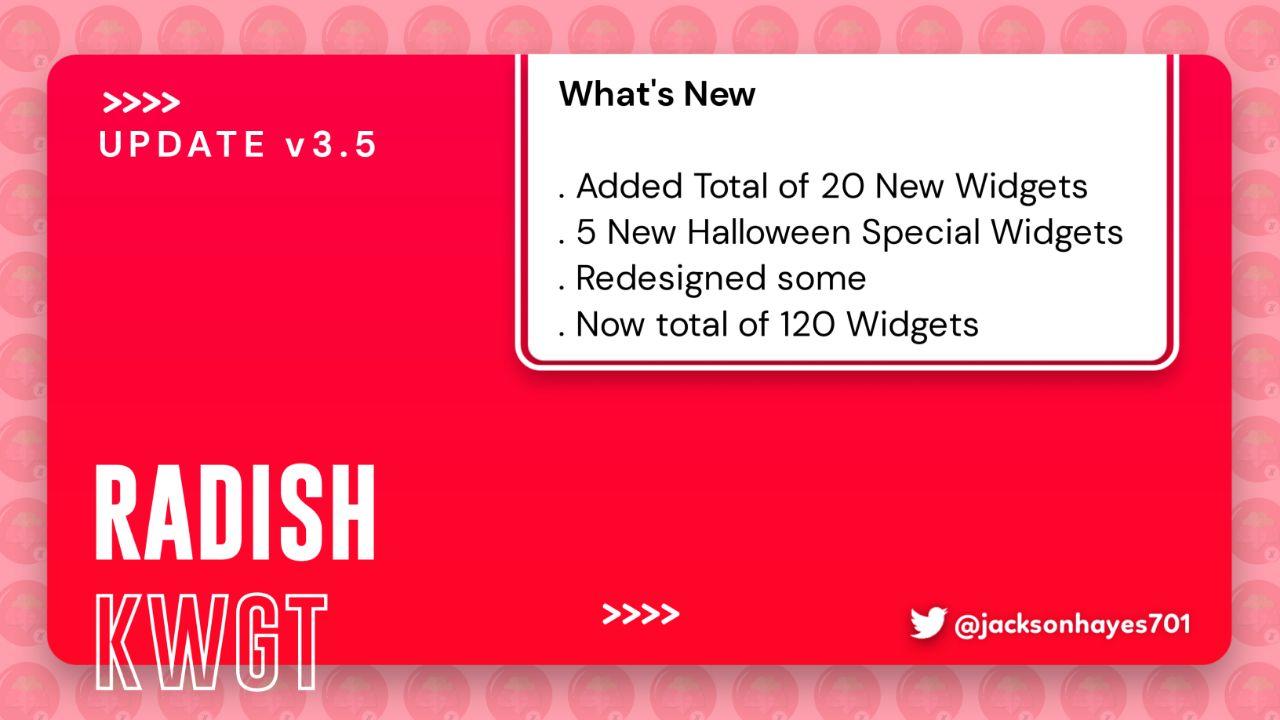 >>>>
UPDATE v3.5
What's New
. Added Total of 20 New Widgets
. 5 New Halloween Special Widgets
. Redesigned some
. Now total of 120 Widgets
RADISH
KWGT
>>>>
@jacksonhayes701